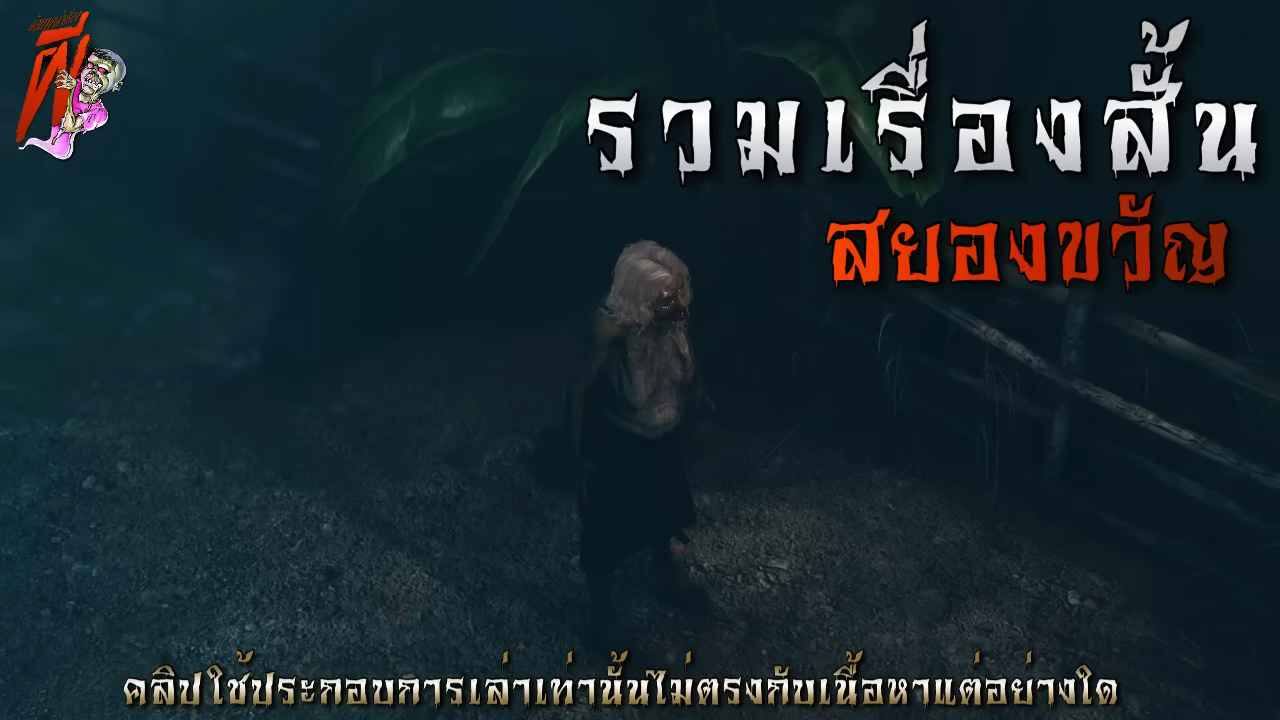 ผี
รวมเรื่องสั้น
สยองขวัญ
คลิปใช้ประกอบการเล่าเท่านั้นไม่ตรงกับเนื้อหาแต่อย่างใด